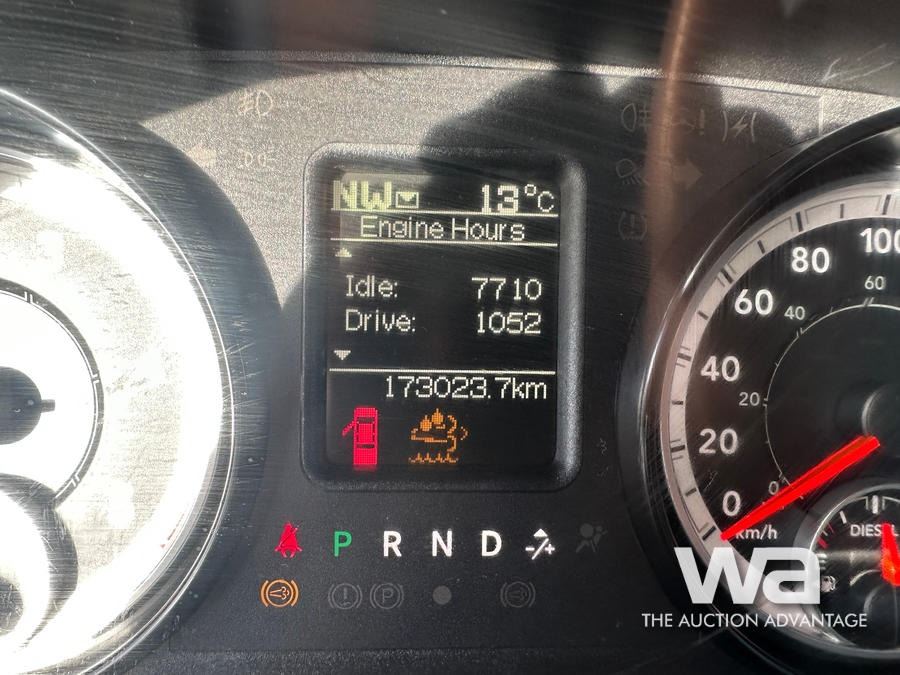 NW 13°C
Engine Hours
Idle: 7710
Drive: 1052
173023.7km
P R N D
100
80
60
60
40
40
20
20
0
0
km/h
DIESEL
wa
THE AUCTION ADVANTAGE